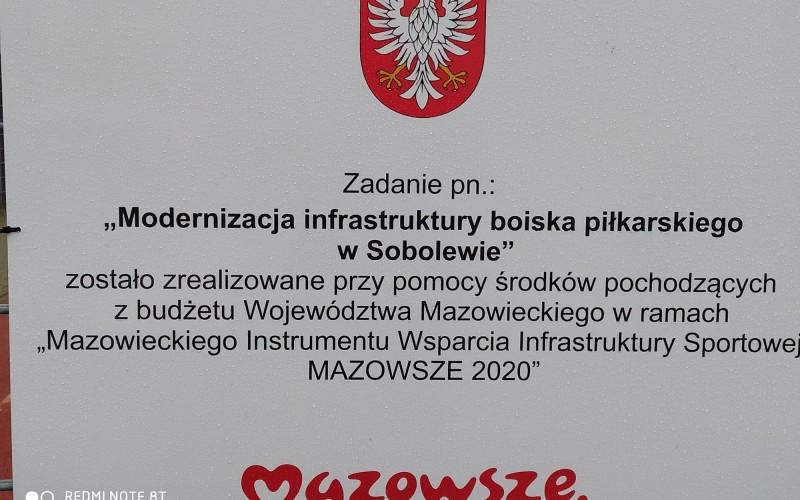 Zadanie pn.:
„Modernizacja infrastruktury boiska piłkarskiego
w Sobolewie”
zostało zrealizowane przy pomocy środków pochodzących
z budżetu Województwa Mazowieckiego w ramach
„Mazowieckiego Instrumentu Wsparcia Infrastruktury Sportowej
MAZOWSZE 2020”
Mazowsze.
REDMI NOTE 8T